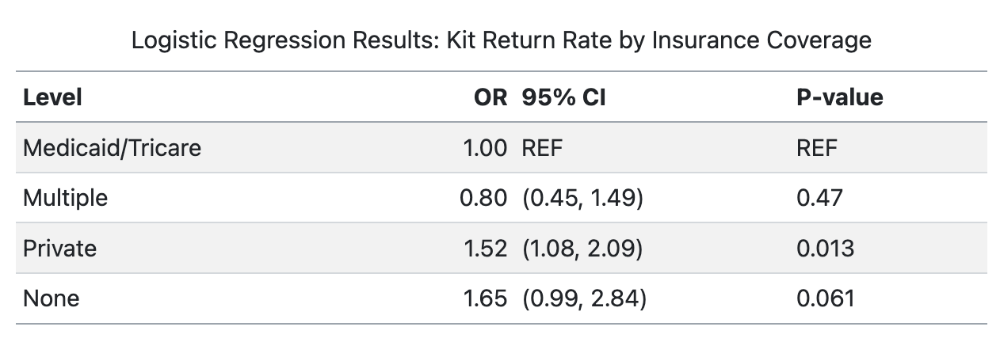 Logistic Regression Results: Kit Return Rate by Insurance Coverage
Level OR 95% CI P-value
Medicaid/Tricare 1.00 REF REF
Multiple 0.80 (0.45, 1.49) 0.47
Private 1.52 (1.08, 2.09) 0.013
None 1.65 (0.99, 2.84) 0.061